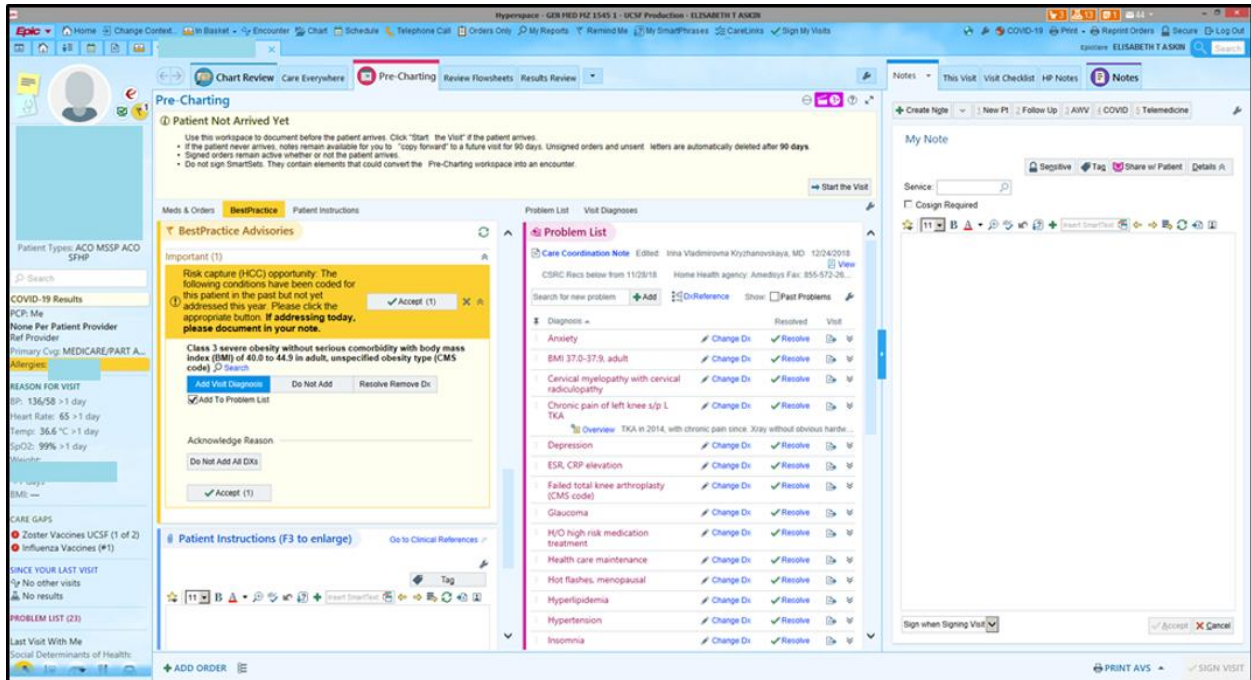 Hyperspace - GEN MED MZ 1545 1 - UCSF Production - ELISABETH T ASKIN
Epic Home Change Context... In Basket Encounter Chart Schedule Telephone Call Orders Only My Reports Remind Me My SmartPhrases CareLinks Sign My Visits COVID-19 Print Reprint Orders Secure Log Out
EpicCare ELISABETH T ASKIN Search
Chart Review Care Everywhere Pre-Charting Review Flowsheets Results Review
Notes This Visit Visit Checklist HP Notes Notes
Pre-Charting
Patient Not Arrived Yet
Use this workspace to document before the patient arrives. Click "Start the Visit" if the patient arrives.
• If the patient never arrives, notes remain available for you to "copy forward" to a future visit for 90 days. Unsigned orders and unsent letters are automatically deleted after 90 days.
• Signed orders remain active whether or not the patient arrives.
• Do not sign SmartSets. They contain elements that could convert the Pre-Charting workspace into an encounter.
Start the Visit
Patient Types: ACO MSSP ACO
SFHP
Search
COVID-19 Results
PCP: Me
None Per Patient Provider
Ref Provider
Primary Cvg: MEDICARE/PART A...
Allergies:
REASON FOR VISIT
BP: 136/58 >1 day
Heart Rate: 65 >1 day
Temp: 36.6 °C >1 day
SpO2: 99% >1 day
BMI: —
CARE GAPS
Zoster Vaccines UCSF (1 of 2)
Influenza Vaccines (#1)
SINCE YOUR LAST VISIT
No other visits
No results
PROBLEM LIST (23)
Last Visit With Me
Social Determinants of Health:
Meds & Orders BestPractice Patient Instructions
BestPractice Advisories
Important (1)
Risk capture (HCC) opportunity: The
following conditions have been coded for
this patient in the past but not yet
addressed this year. Please click the
appropriate button. If addressing today,
please document in your note.
Accept (1)
Class 3 severe obesity without serious comorbidity with body mass
index (BMI) of 40.0 to 44.9 in adult, unspecified obesity type (CMS
code) Search
Add Visit Diagnosis Do Not Add Resolve Remove Dx
Add To Problem List
Acknowledge Reason
Do Not Add All DXs
Accept (1)
Patient Instructions (F3 to enlarge) Go to Clinical References
Tag
11 B A Insert SmartText
Problem List Visit Diagnoses
Problem List
Care Coordination Note Edited: Inna Vladimirovna Kryzhanovskaya, MD 12/24/2018
View
CSRC Racs below from 11/28/18 Home Health agency: Amedisys Fax: 855-572-26...
Search for new problem Add DxReference Show: Past Problems
Diagnosis Resolved Visit
Anxiety Change Dx Resolve
BMI 37.0-37.9, adult Change Dx Resolve
Cervical myelopathy with cervical Change Dx Resolve
radiculopathy
Chronic pain of left knee s/p L Change Dx Resolve
TKA
Overview TKA in 2014, with chronic pain since. Xray without obvious hardw...
Depression Change Dx Resolve
ESR, CRP elevation Change Dx Resolve
Failed total knee arthroplasty Change Dx Resolve
(CMS code)
Glaucoma Change Dx Resolve
H/O high risk medication Change Dx Resolve
treatment
Health care maintenance Change Dx Resolve
Hot flashes, menopausal Change Dx Resolve
Hyperlipidemia Change Dx Resolve
Hypertension Change Dx Resolve
Insomnia Change Dx Resolve
Create Note 1 New Pt 2 Follow Up 3 AWV 4 COVID 5 Telemedicine
My Note
Sensitive Tag Share w/ Patient Details
Service:
Cosign Required
11 B A Insert SmartText
Sign when Signing Visit Accept Cancel
ADD ORDER PRINT AVS SIGN VISIT